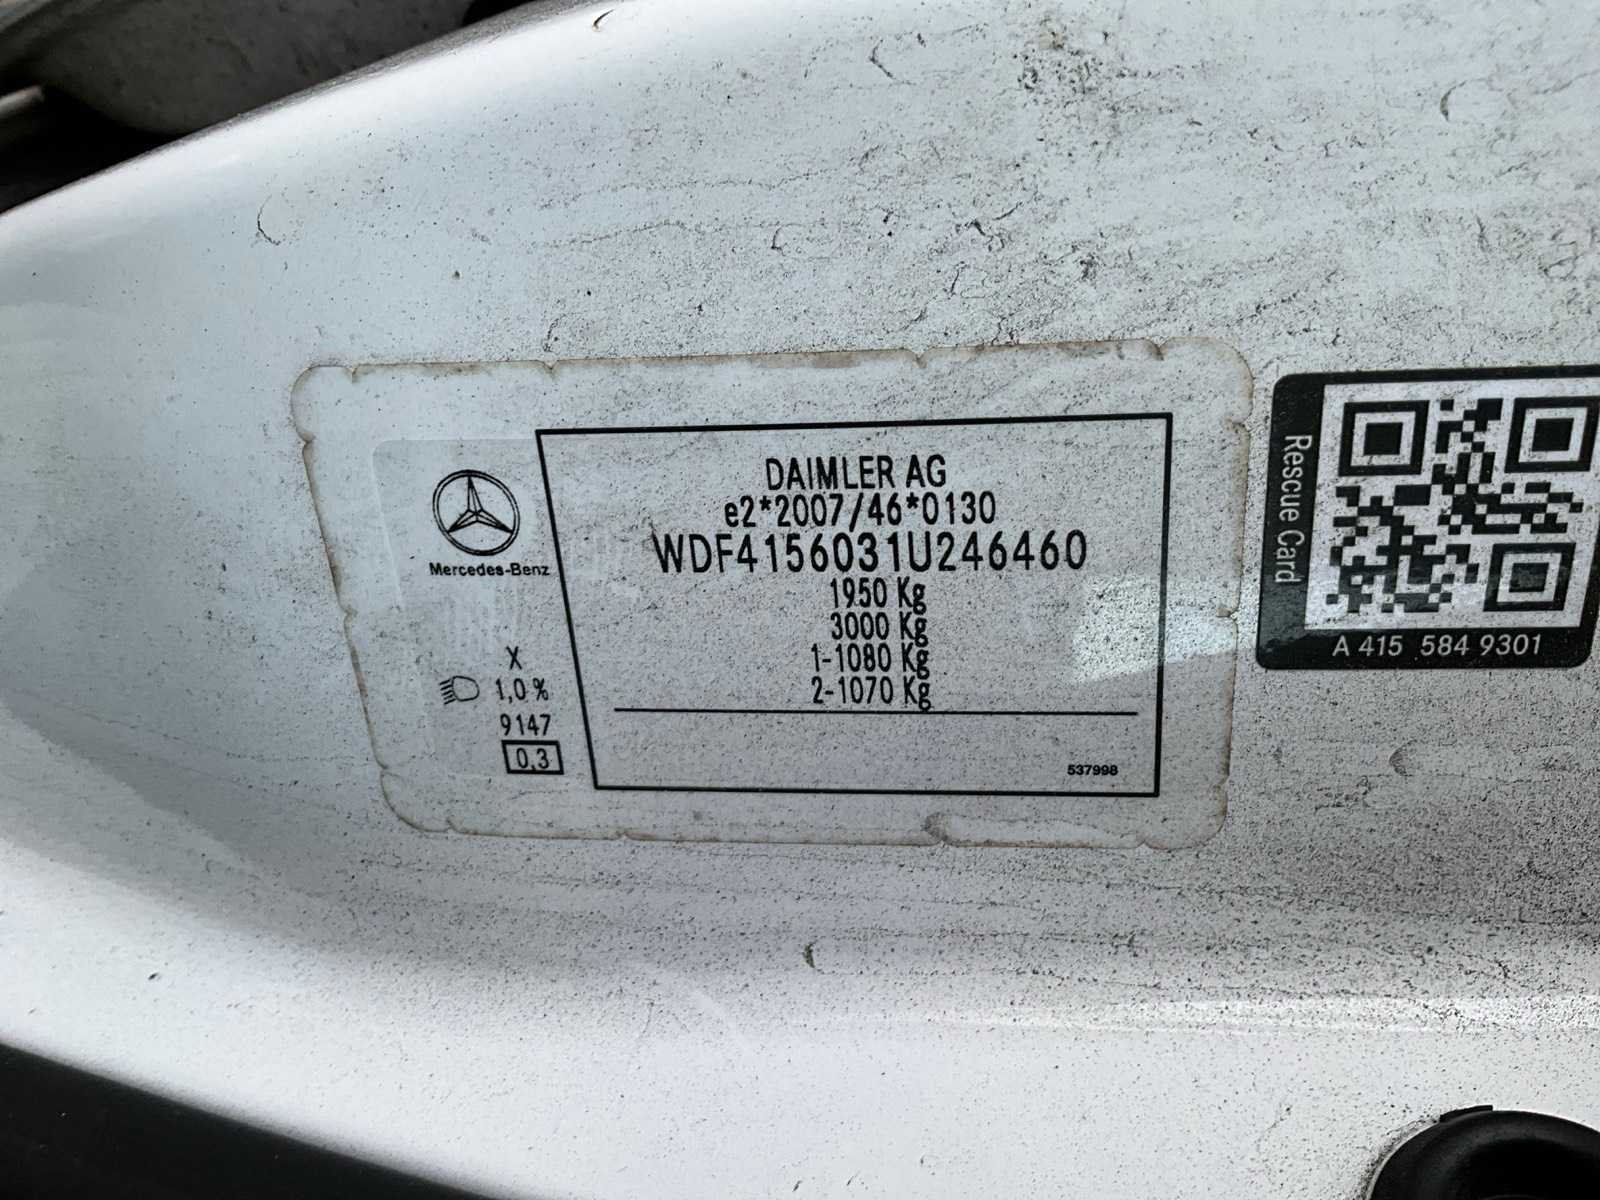 Mercedes-Benz
X
1,0 %
9147
0,3
DAIMLER AG
e2*2007/46*0130
WDF4156031U246460
1950 Kg
3000 Kg
1-1080 Kg
2-1070 Kg
537998
Rescue Card
A 415 584 9301